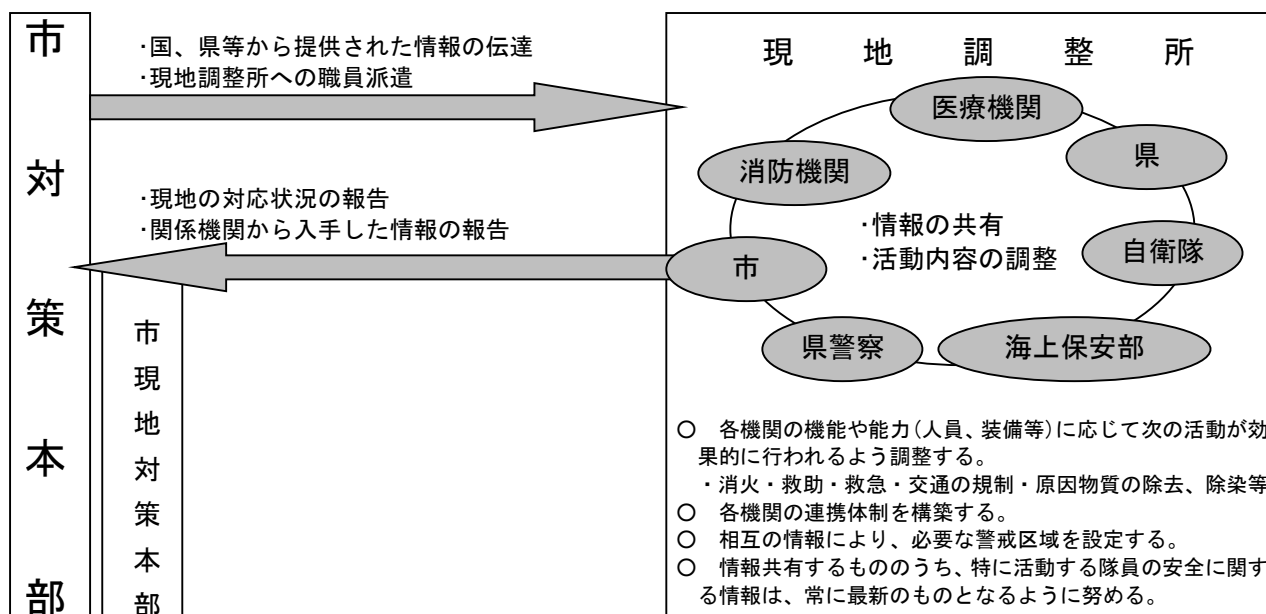 市対策本部
・国、県等から提供された情報の伝達
・現地調整所への職員派遣
・現地の対応状況の報告
・関係機関から入手した情報の報告
市現地対策本部
現地調整所
医療機関
県
消防機関
・情報の共有
・活動内容の調整
自衛隊
市
県警察
海上保安部
○ 各機関の機能や能力(人員、装備等)に応じて次の活動が効
果的に行われるよう調整する。
・消火・救助・救急・交通の規制・原因物質の除去、除染等
○ 各機関の連携体制を構築する。
○ 相互の情報により、必要な警戒区域を設定する。
○ 情報共有するもののうち、特に活動する隊員の安全に関す
る情報は、常に最新のものとなるように努める。